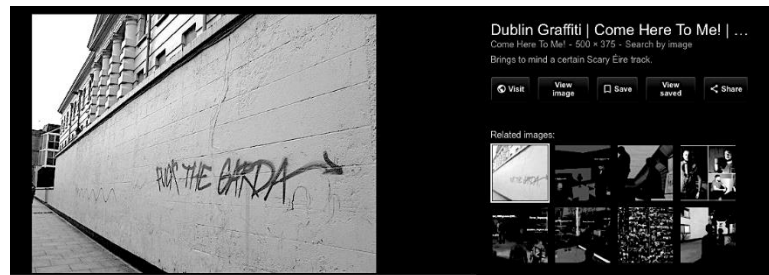 FUCK THE GARDA
Dublin Graffiti | Come Here To Me! | ...
Come Here To Me! - 500 × 375 - Search by image
Brings to mind a certain Scary Éire track.
Visit
View image
Save
View saved
Share
Related images: